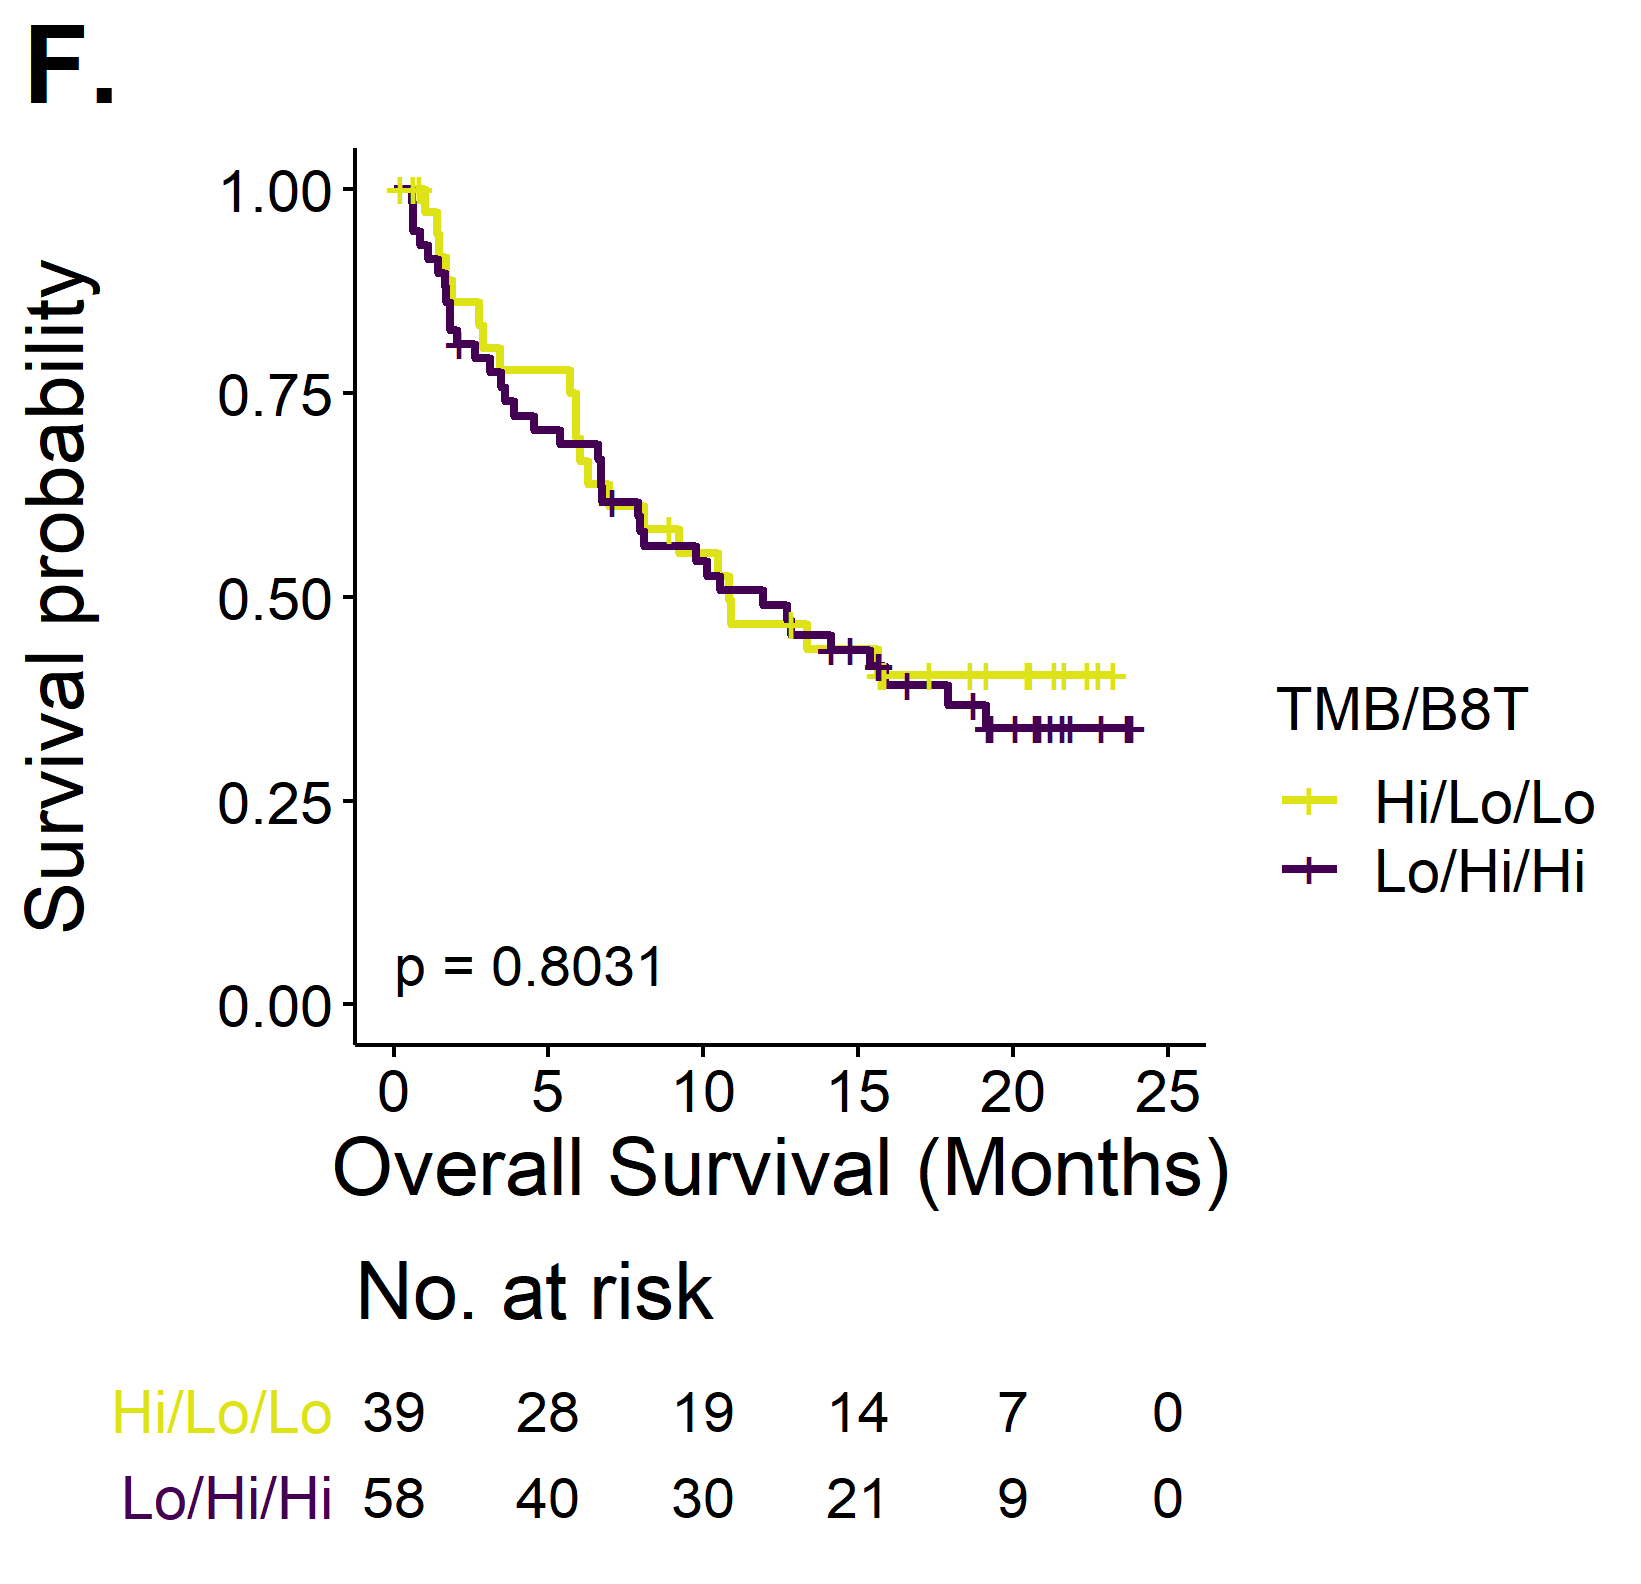 F.
Survival probability
1.00
0.75
0.50
0.25
0.00
p = 0.8031
0 5 10 15 20 25
Overall Survival (Months)
TMB/B8T
Hi/Lo/Lo
Lo/Hi/Hi
No. at risk
Hi/Lo/Lo 39 28 19 14 7 0
Lo/Hi/Hi 58 40 30 21 9 0